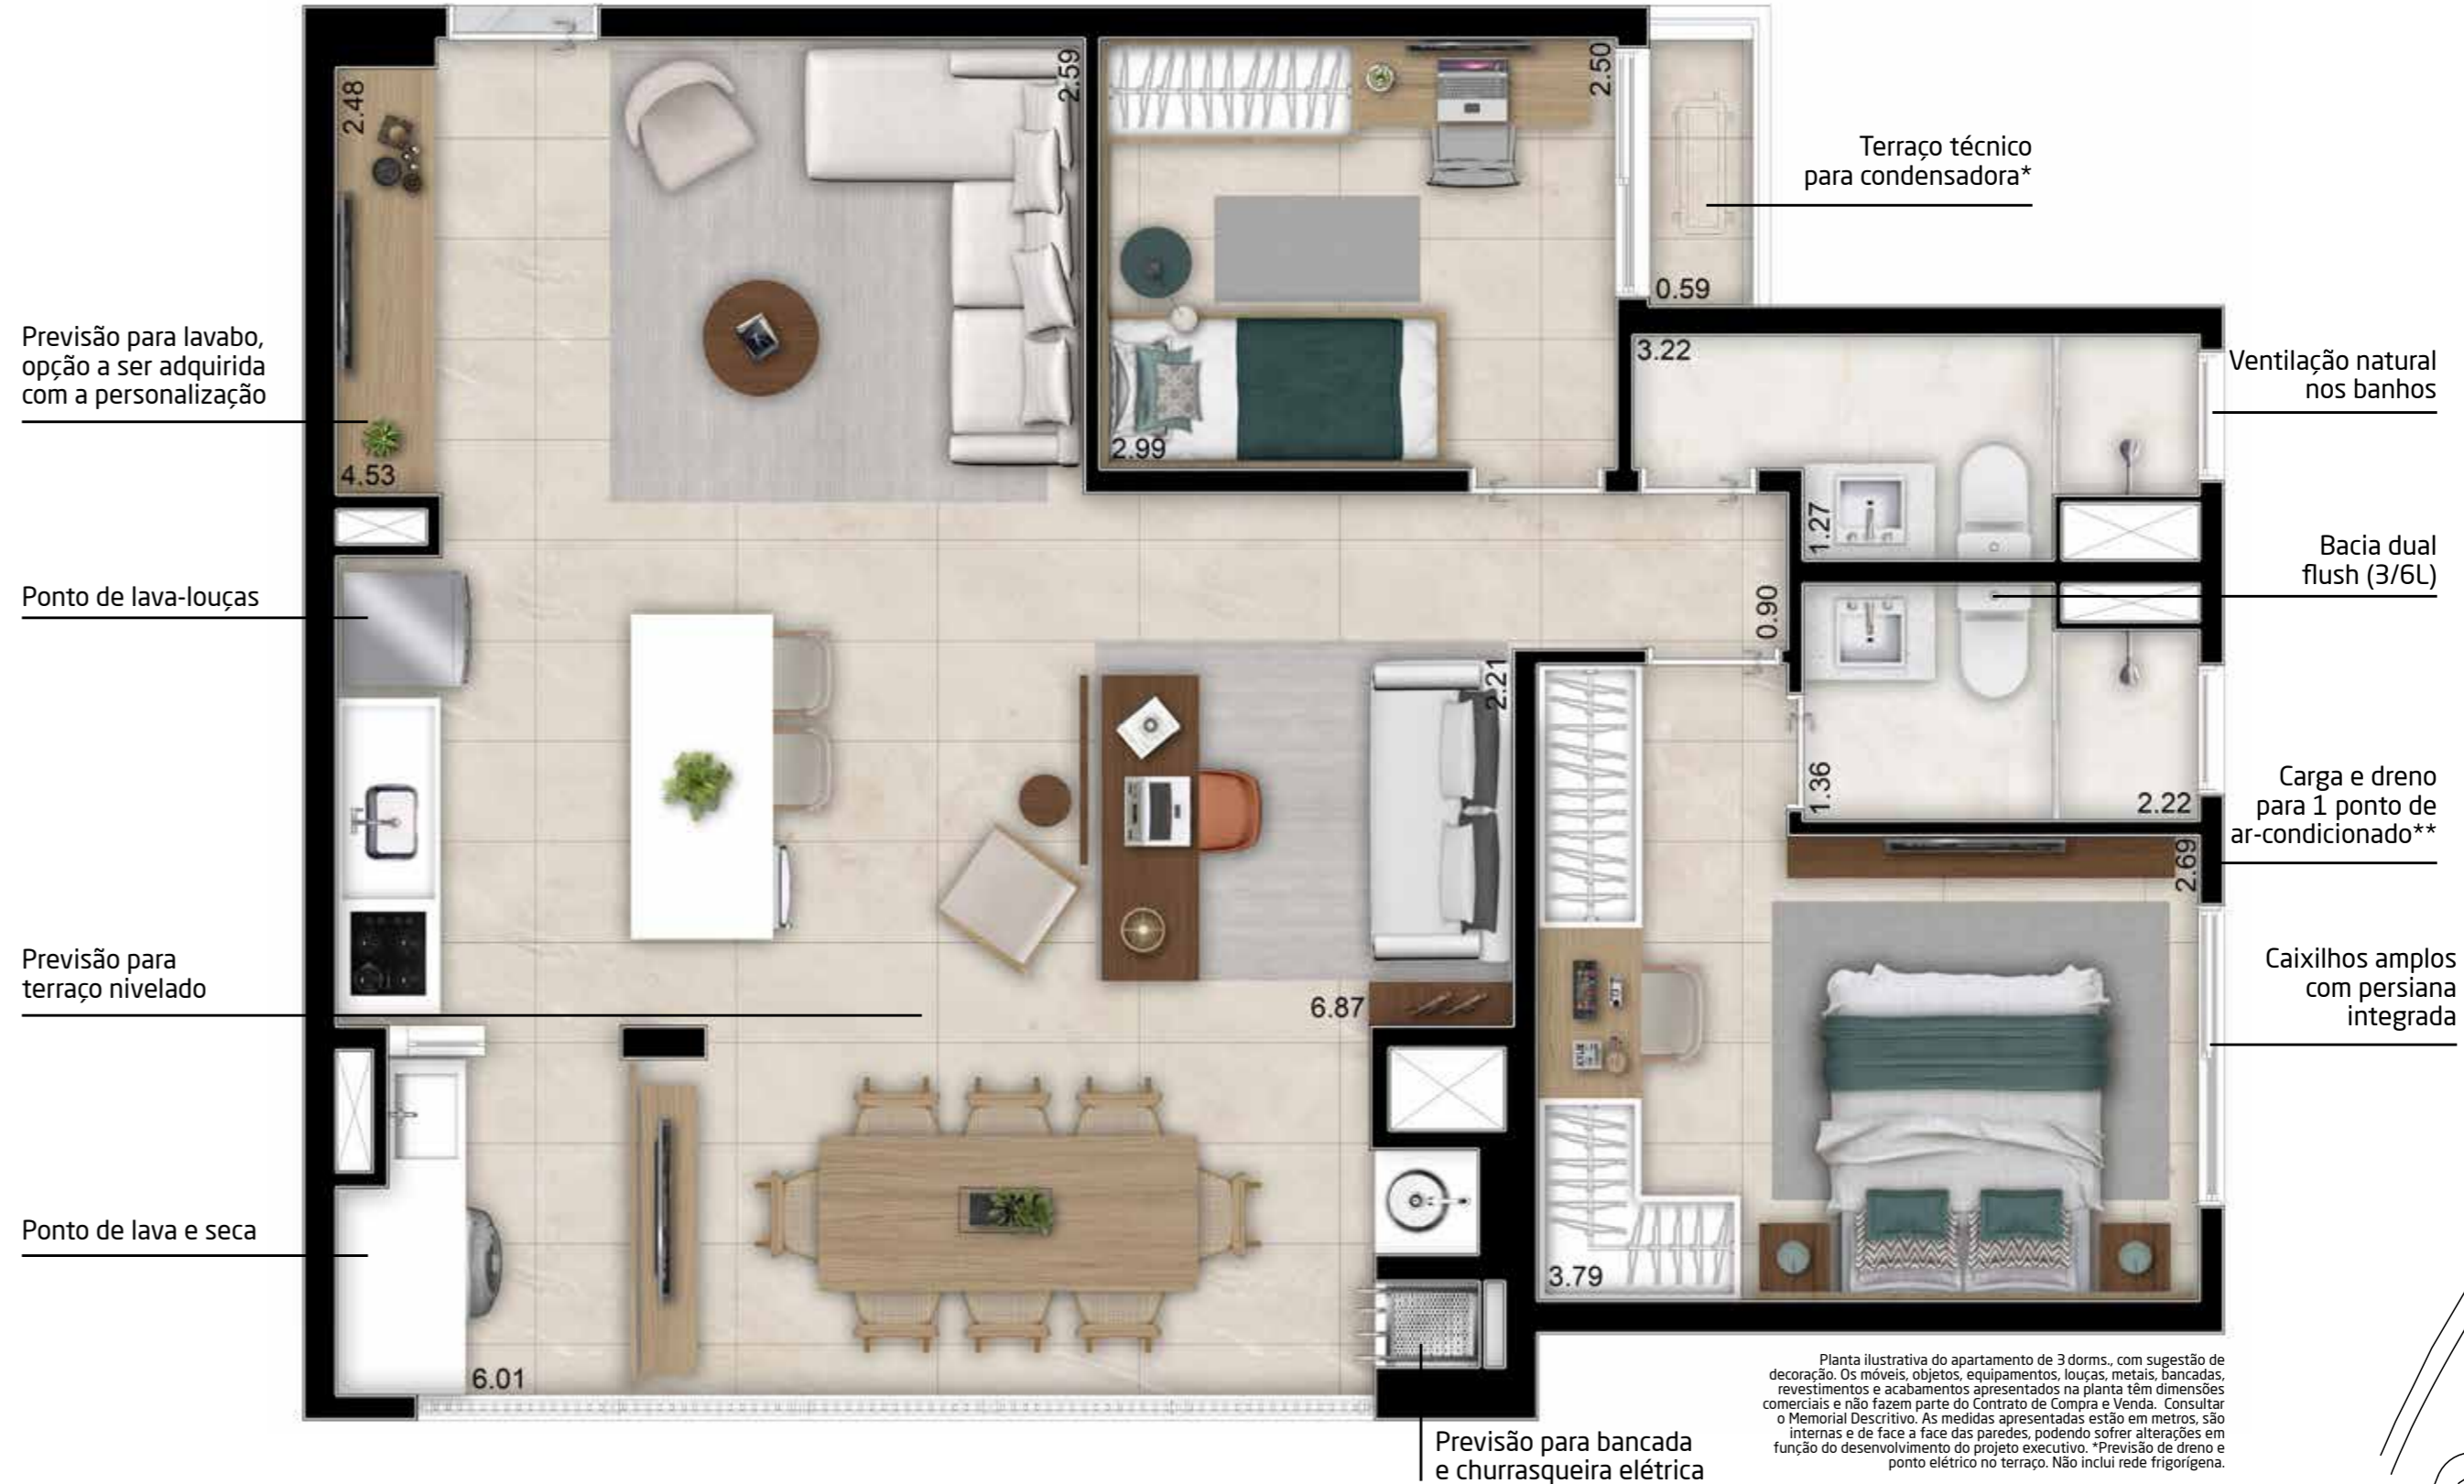 2.48
2.59
2.50
Terraço técnico
para condensadora*
0.59
Previsão para lavabo,
opção a ser adquirida
com a personalização
4.53
2.99
3.22
Ventilação natural
nos banhos
1.27
Bacia dual
flush (3/6L)
Ponto de lava-louças
0.90
2.21
1.36
2.22
Carga e dreno
para 1 ponto de
ar-condicionado**
2.69
Previsão para
terraço nivelado
6.87
Caixilhos amplos
com persiana
integrada
Ponto de lava e seca
3.79
6.01
Previsão para bancada
e churrasqueira elétrica
Planta ilustrativa do apartamento de 3 dorms., com sugestão de
decoração. Os móveis, objetos, equipamentos, louças, metais, bancadas,
revestimentos e acabamentos apresentados na planta têm dimensões
comerciais e não fazem parte do Contrato de Compra e Venda. Consultar
o Memorial Descritivo. As medidas apresentadas estão em metros, são
internas e de face a face das paredes, podendo sofrer alterações em
função do desenvolvimento do projeto executivo. *Previsão de dreno e
ponto elétrico no terraço. Não inclui rede frigorígena.